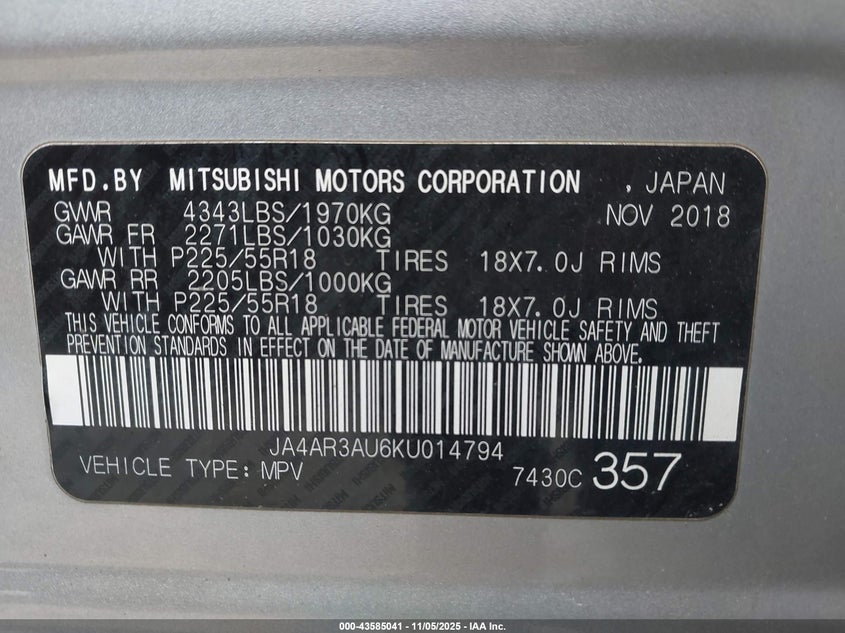 MFD.BY MITSUBISHI MOTORS CORPORATION , JAPAN
GVWR 4343LBS/1970KG NOV 2018
GAWR FR 2271LBS/1030KG
WITH P225/55R18 TIRES 18X7.0J RIMS
GAWR RR 2205LBS/1000KG
WITH P225/55R18 TIRES 18X7.0J RIMS
THIS VEHICLE CONFORMS TO ALL APPLICABLE FEDERAL MOTOR VEHICLE SAFETY AND THEFT
PREVENTION STANDARDS IN EFFECT ON THE DATE OF MANUFACTURE SHOWN ABOVE.
JA4AR3AU6KU014794
VEHICLE TYPE: MPV 7430C 357
000-43585041 - 11/05/2025 - IAA Inc.